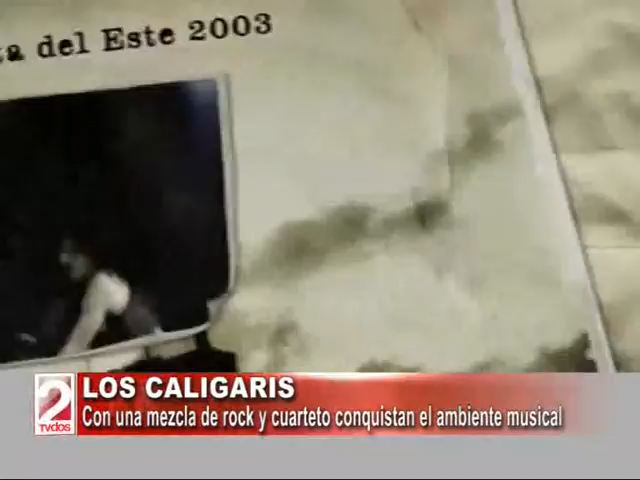 del Este 2003
2
TVdos
LOS CALIGARIS
Con una mezcla de rock y cuarteto conquistan el ambiente musical